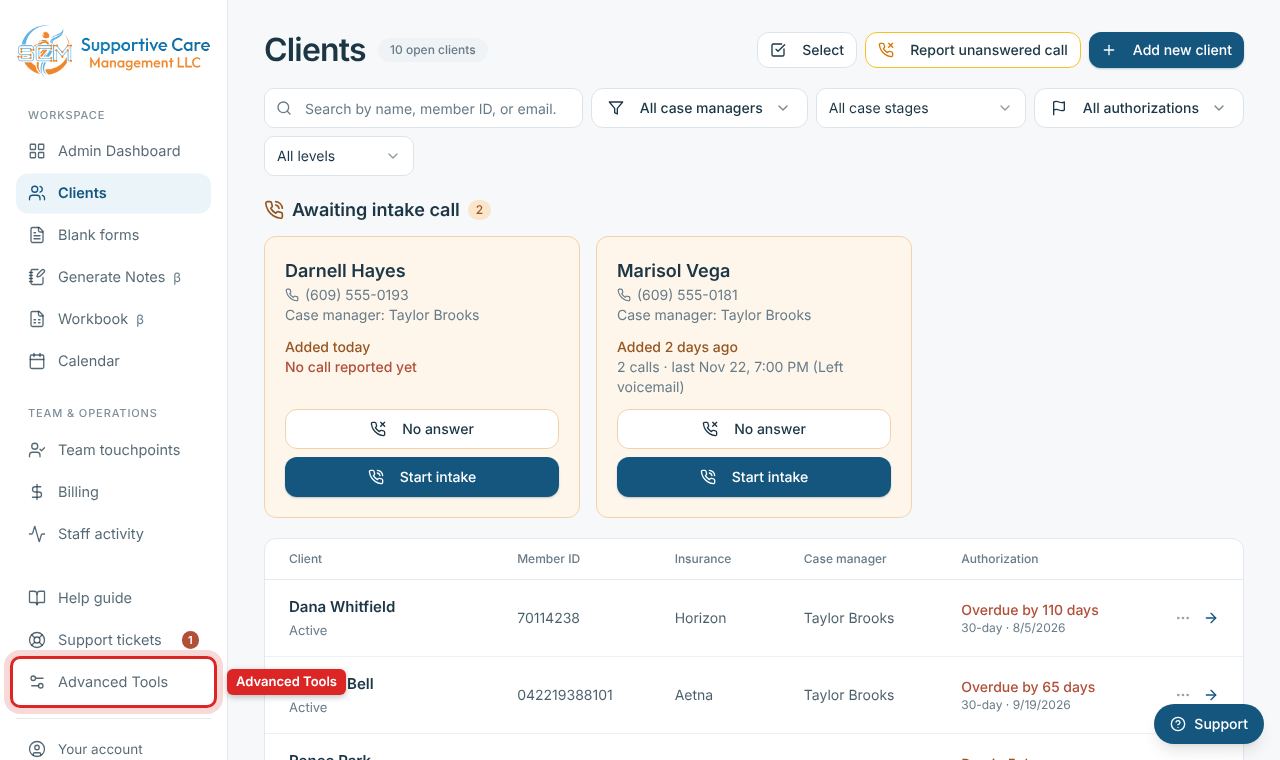 SCM
Supportive Care
Management LLC
WORKSPACE
Admin Dashboard
Clients
Blank forms
Generate Notes β
Workbook β
Calendar
TEAM & OPERATIONS
Team touchpoints
Billing
Staff activity
Help guide
Support tickets 1
Advanced Tools
Your account
Clients
10 open clients
Select
Report unanswered call
Add new client
Search by name, member ID, or email.
All case managers
All case stages
All authorizations
All levels
Awaiting intake call 2
Darnell Hayes
(609) 555-0193
Case manager: Taylor Brooks
Added today
No call reported yet
No answer
Start intake
Marisol Vega
(609) 555-0181
Case manager: Taylor Brooks
Added 2 days ago
2 calls · last Nov 22, 7:00 PM (Left
voicemail)
No answer
Start intake
Client Member ID Insurance Case manager Authorization
Dana Whitfield
Active
70114238
Horizon
Taylor Brooks
Overdue by 110 days
30-day · 8/5/2026
Advanced Tools
Bell
Active
042219388101
Aetna
Taylor Brooks
Overdue by 65 days
30-day · 9/19/2026
Support